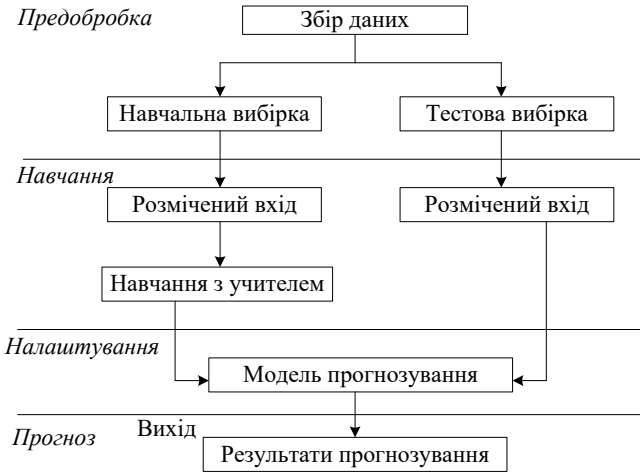 Предобробка
Збір даних
Навчальна вибірка
Тестова вибірка
Навчання
Розмічений вхід
Розмічений вхід
Навчання з учителем
Налаштування
Модель прогнозування
Прогноз
Вихід
Результати прогнозування